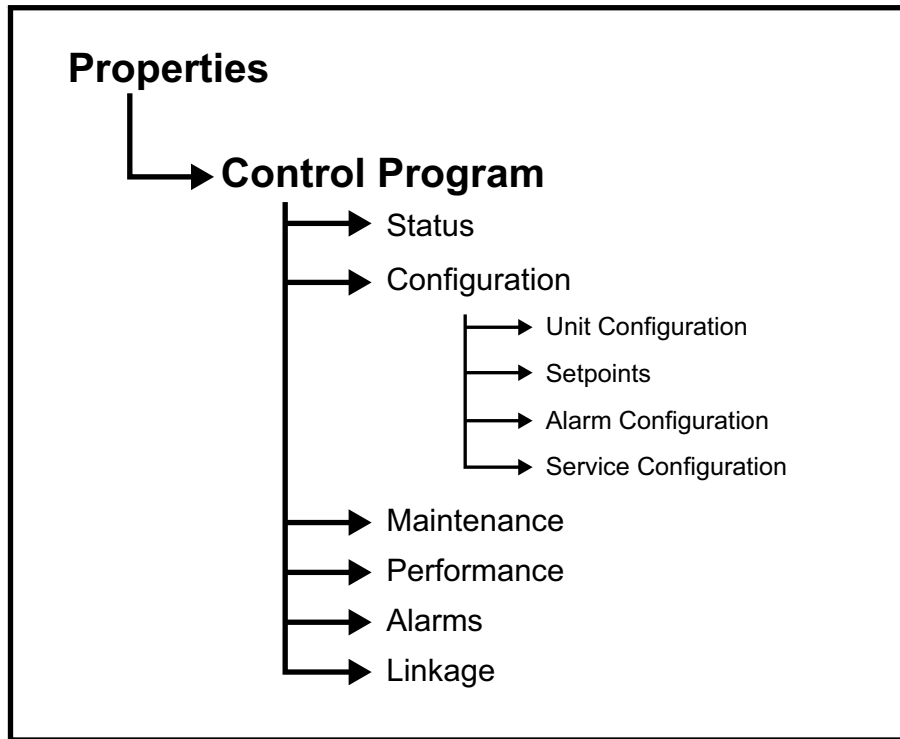 Properties
Control Program
Status
Configuration
Unit Configuration
Setpoints
Alarm Configuration
Service Configuration
Maintenance
Performance
Alarms
Linkage